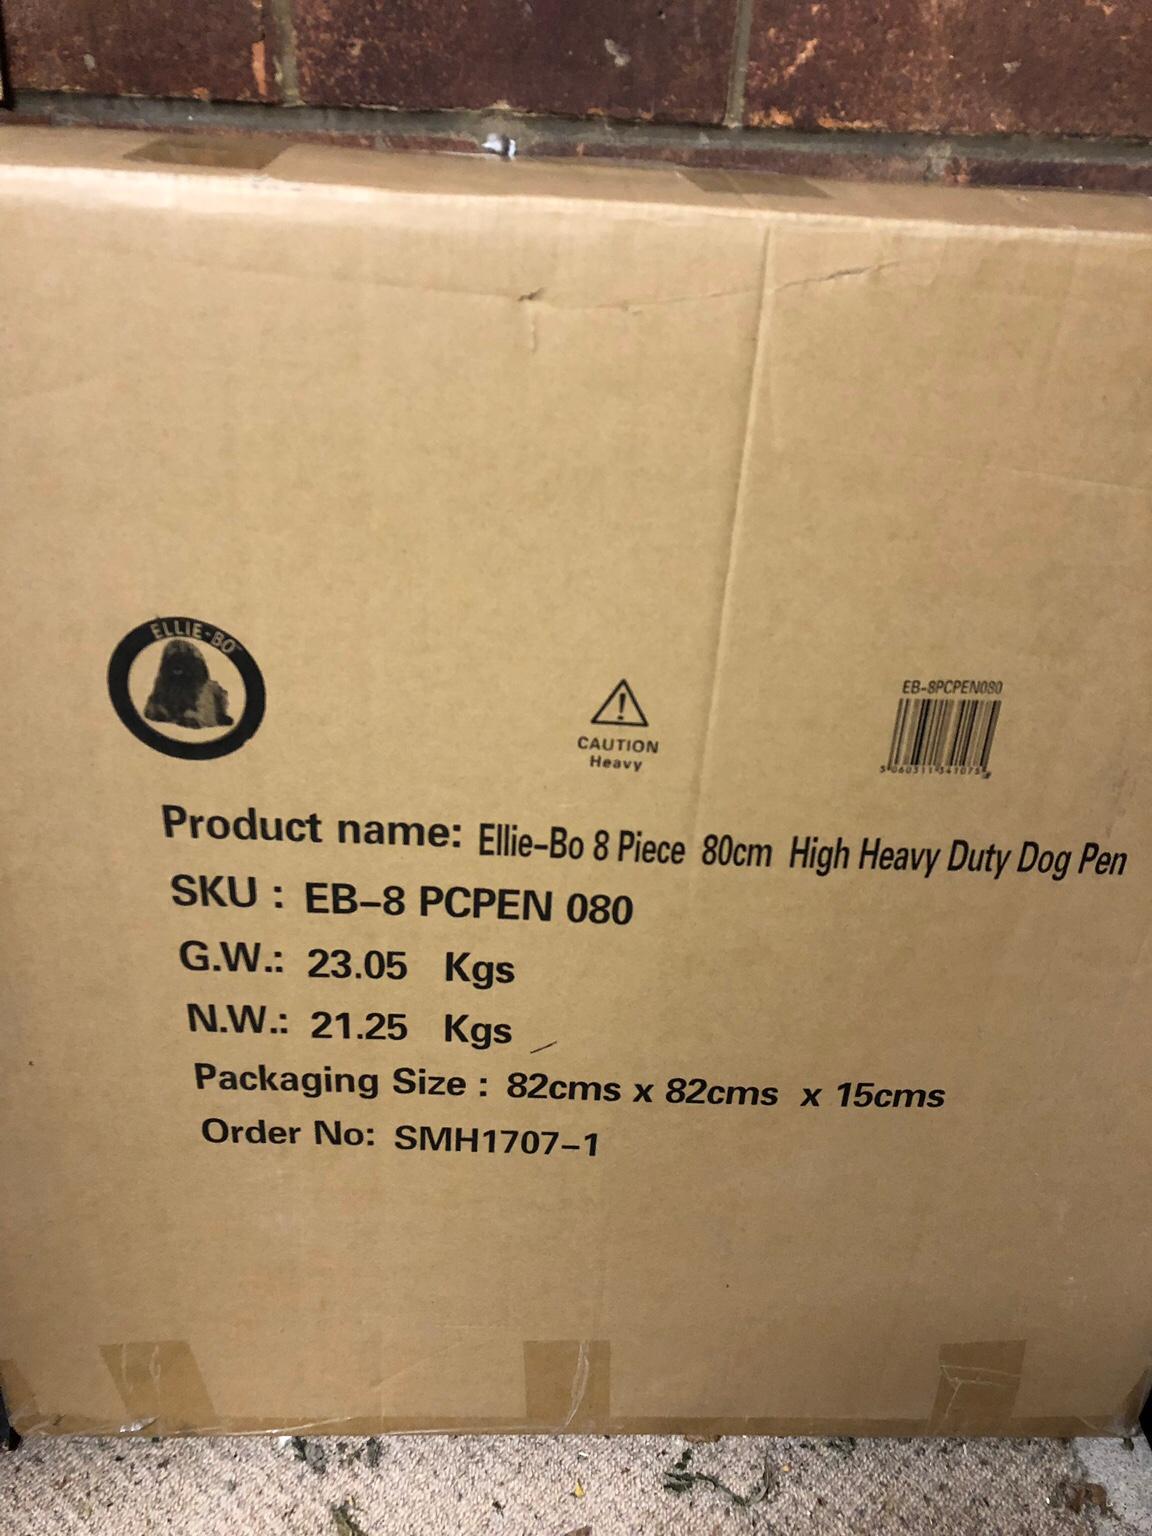 ELLIE-BO
CAUTION
Heavy
EB-8PCPEN080
Product name: Ellie-Bo 8 Piece 80cm High Heavy Duty Dog Pen
SKU : EB-8 PCPEN 080
G.W.: 23.05 Kgs
N.W.: 21.25 Kgs
Packaging Size : 82cms x 82cms x 15cms
Order No: SMH1707-1